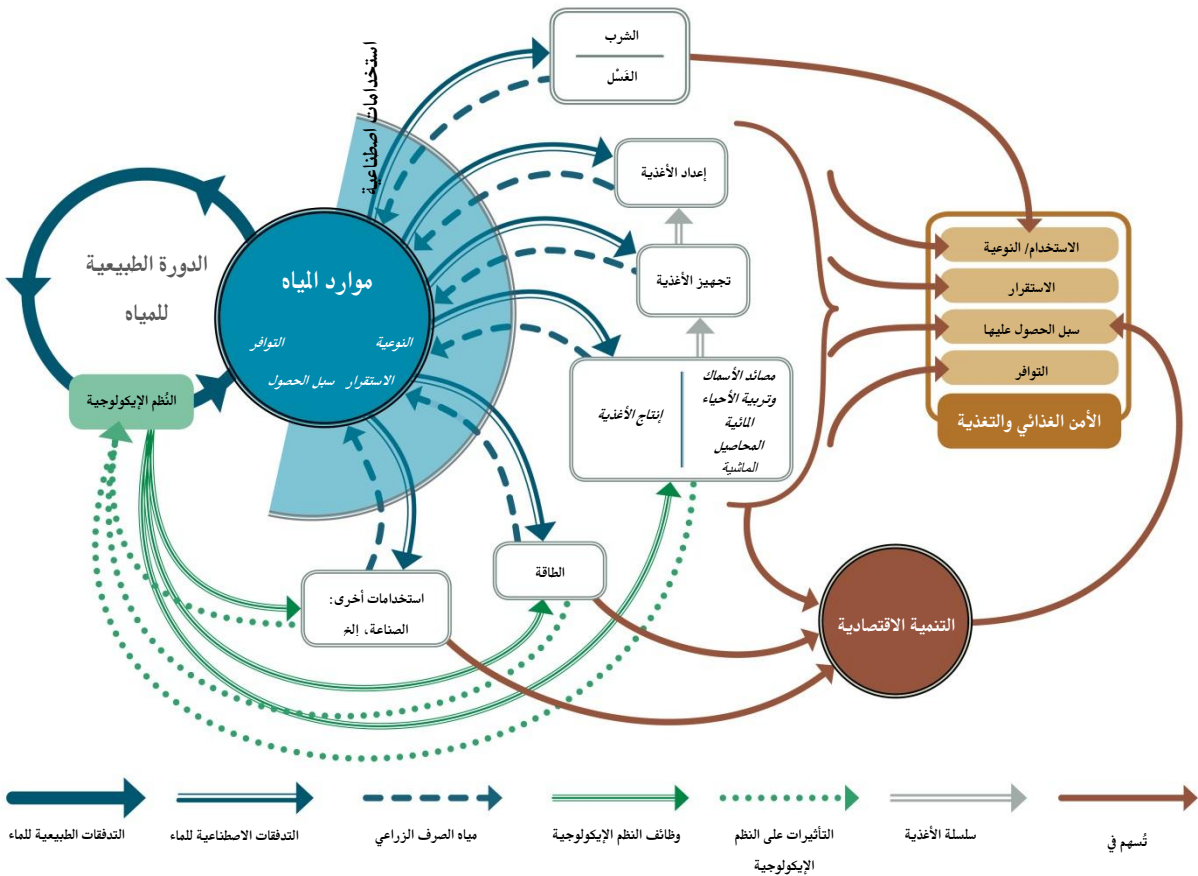 الشرب
الغَسْل
استخدامات اصطناعية
إعداد الأغذية
تجهيز الأغذية
الدورة الطبيعية
للمياه
موارد المياه
النوعية
التوافر
الاستقرار
سبل الحصول
النُظم الإيكولوجية
مصائد الأسماك
وتربية الأحياء
المائية
المحاصيل
الماشية
إنتاج الأغذية
الطاقة
استخدامات أخرى:
الصناعة، إلخ
الاستخدام/ النوعية
الاستقرار
سبل الحصول عليها
التوافر
الأمن الغذائي والتغذية
التنمية الاقتصادية
تُسهم في
سلسلة الأغذية
التأثيرات على النظم
الإيكولوجية
وظائف النظم الإيكولوجية
مياه الصرف الزراعي
التدفقات الاصطناعية للماء
التدفقات الطبيعية للماء